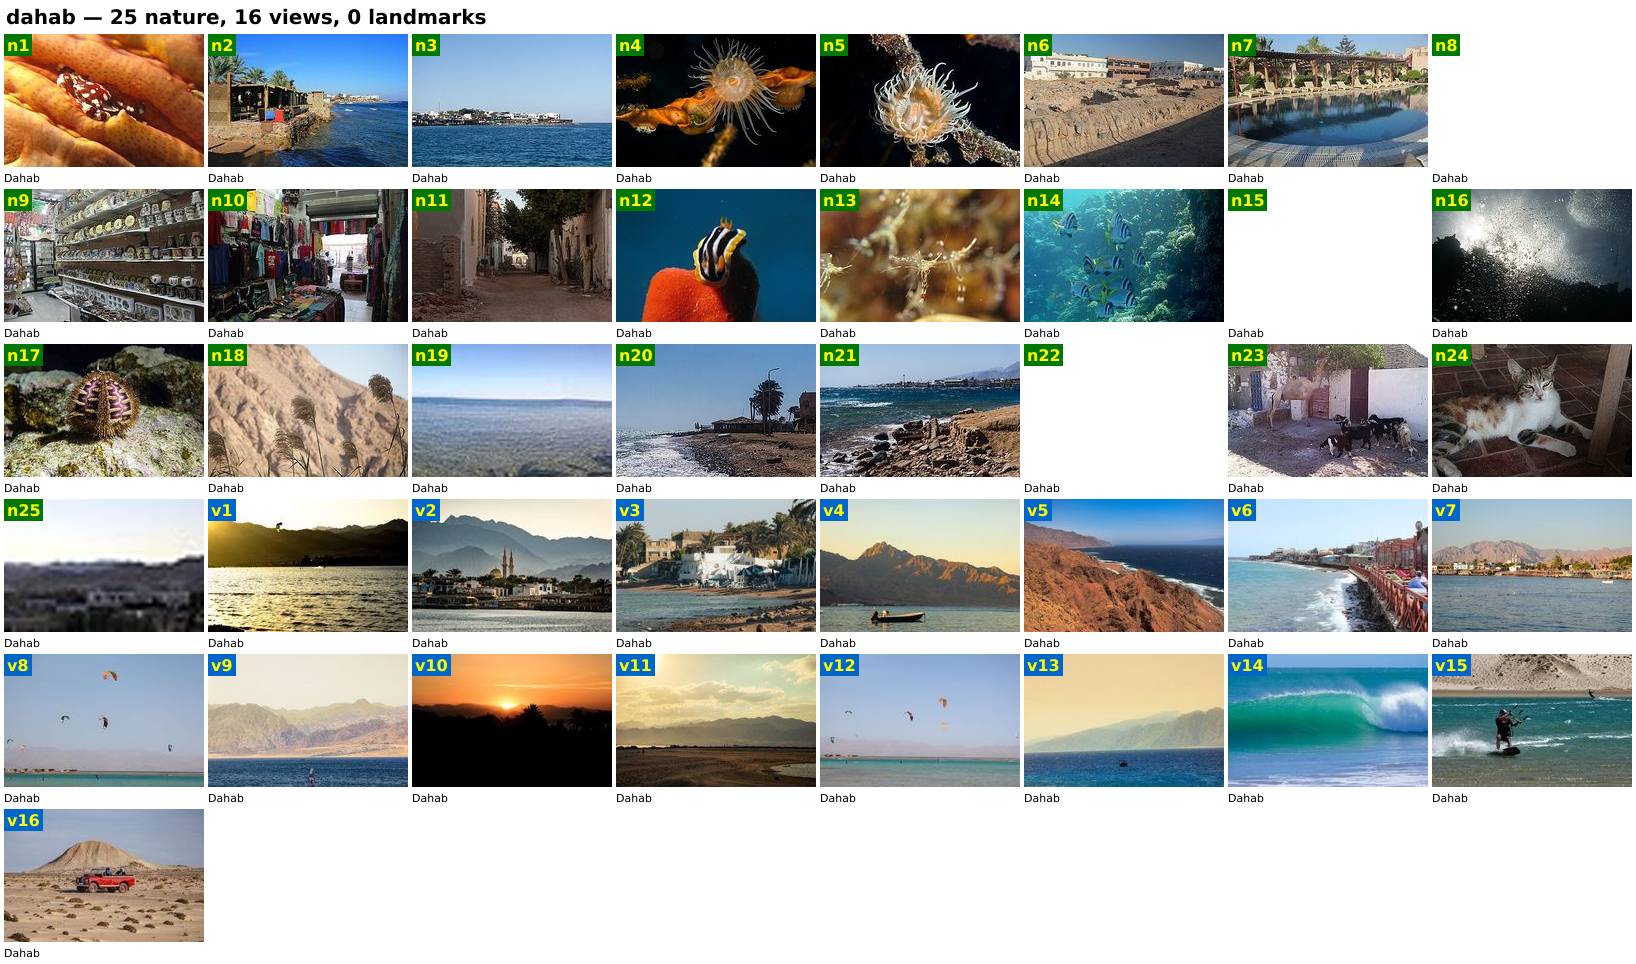 dahab — 25 nature, 16 views, 0 landmarks
n1 n2 n3 n4 n5 n6 n7 n8
Dahab Dahab Dahab Dahab Dahab Dahab Dahab Dahab
n9 n10 n11 n12 n13 n14 n15 n16
Dahab Dahab Dahab Dahab Dahab Dahab Dahab Dahab
n17 n18 n19 n20 n21 n22 n23 n24
Dahab Dahab Dahab Dahab Dahab Dahab Dahab Dahab
n25 v1 v2 v3 v4 v5 v6 v7
Dahab Dahab Dahab Dahab Dahab Dahab Dahab Dahab
v8 v9 v10 v11 v12 v13 v14 v15
Dahab Dahab Dahab Dahab Dahab Dahab Dahab Dahab
v16
Dahab